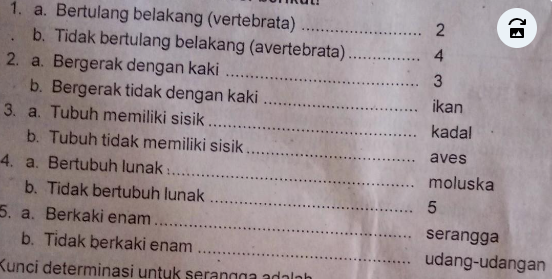 1. a. Bertulang belakang (vertebrata) .......................... 2
b. Tidak bertulang belakang (avertebrata) ............... 4
2. a. Bergerak dengan kaki .......................................... 3
b. Bergerak tidak dengan kaki .................................. ikan
3. a. Tubuh memiliki sisik ............................................. kadal
b. Tubuh tidak memiliki sisik .................................... aves
4. a. Bertubuh lunak ..................................................... moluska
b. Tidak bertubuh lunak ........................................... 5
5. a. Berkaki enam ....................................................... serangga
b. Tidak berkaki enam ............................................. udang-udangan
Kunci determinasi untuk serangga adalah